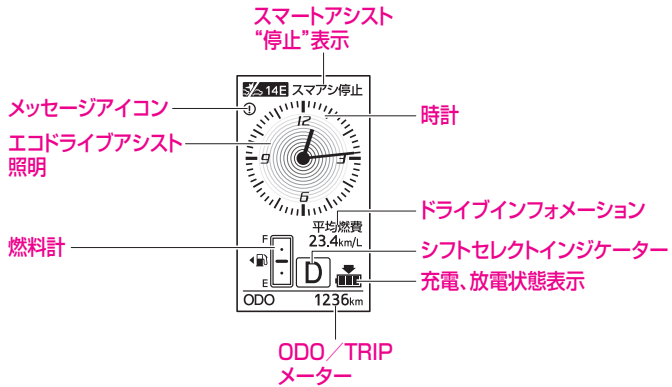 スマートアシスト
“停止”表示
14E スマアシ停止
メッセージアイコン
時計
エコドライブアシスト
照明
12
9
3
6
ドライブインフォメーション
平均燃費
23.4km/L
燃料計
F
シフトセレクトインジケーター
D
充電、放電状態表示
E
ODO 1236km
ODO／TRIP
メーター